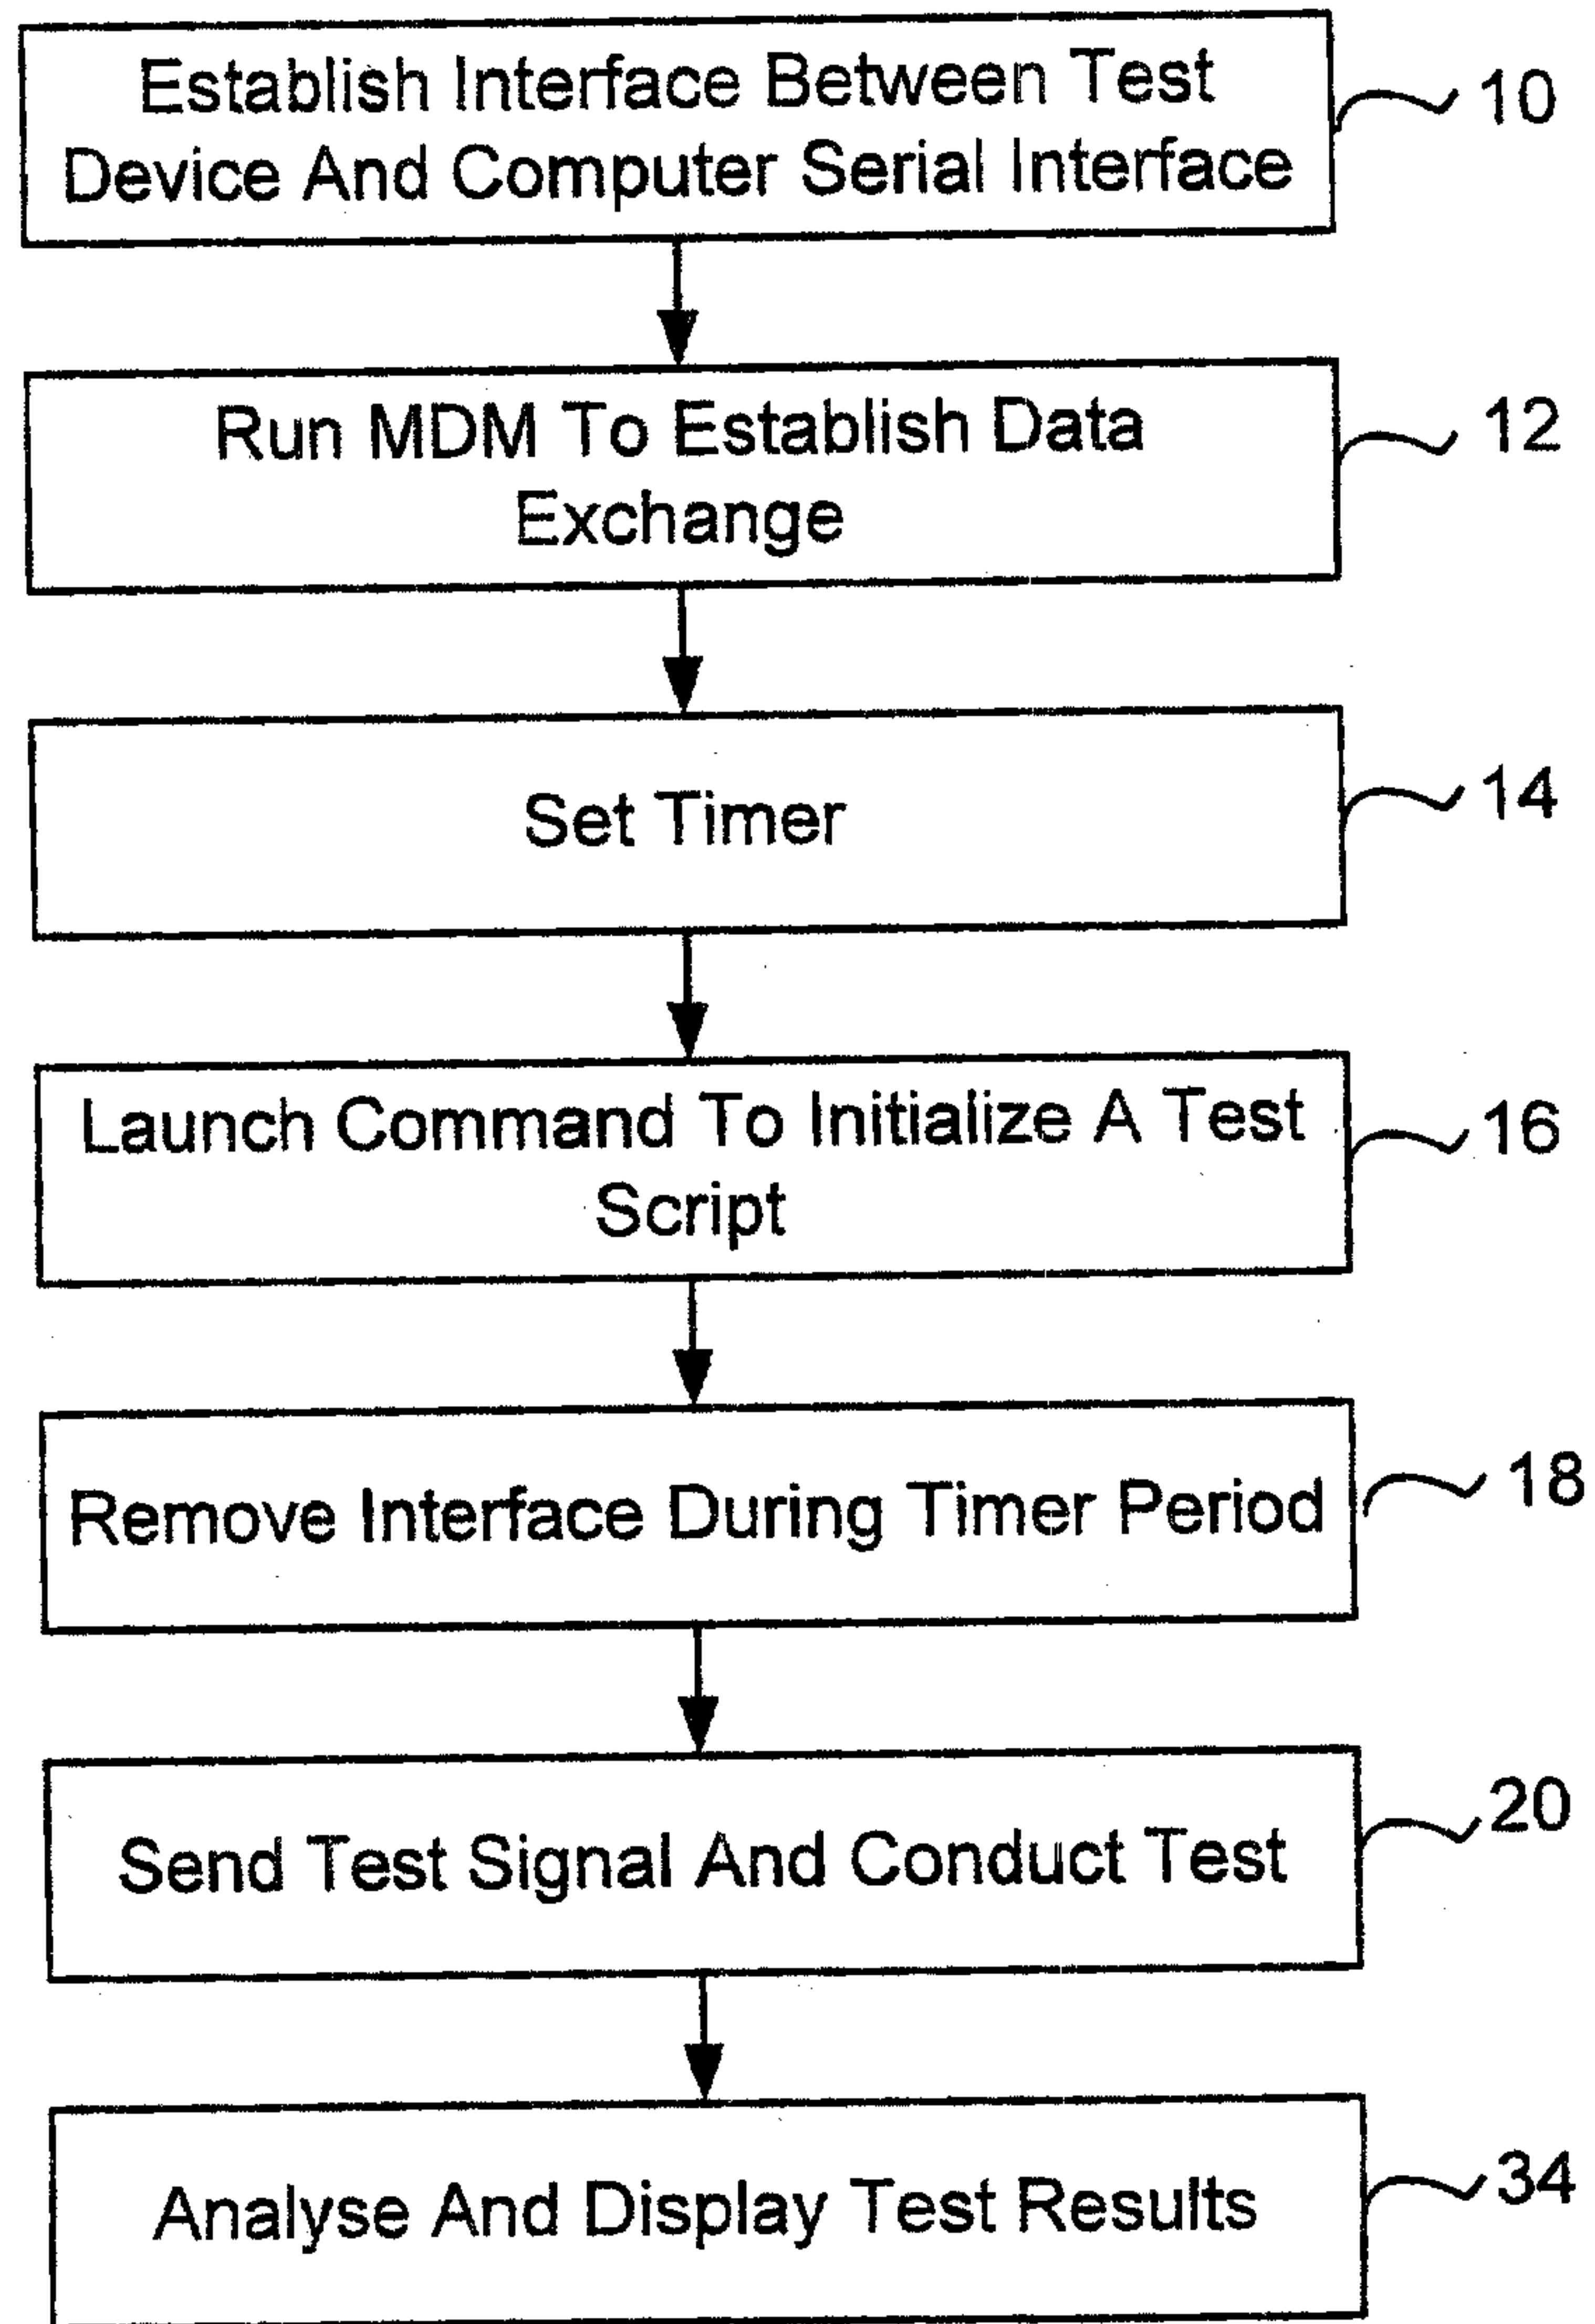 Establish Interface Between Test
Device And Computer Serial Interface
10
Run MDM To Establish Data
Exchange
12
Set Timer
14
Launch Command To Initialize A Test
Script
16
Remove Interface During Timer Period
18
Send Test Signal And Conduct Test
20
Analyse And Display Test Results
34